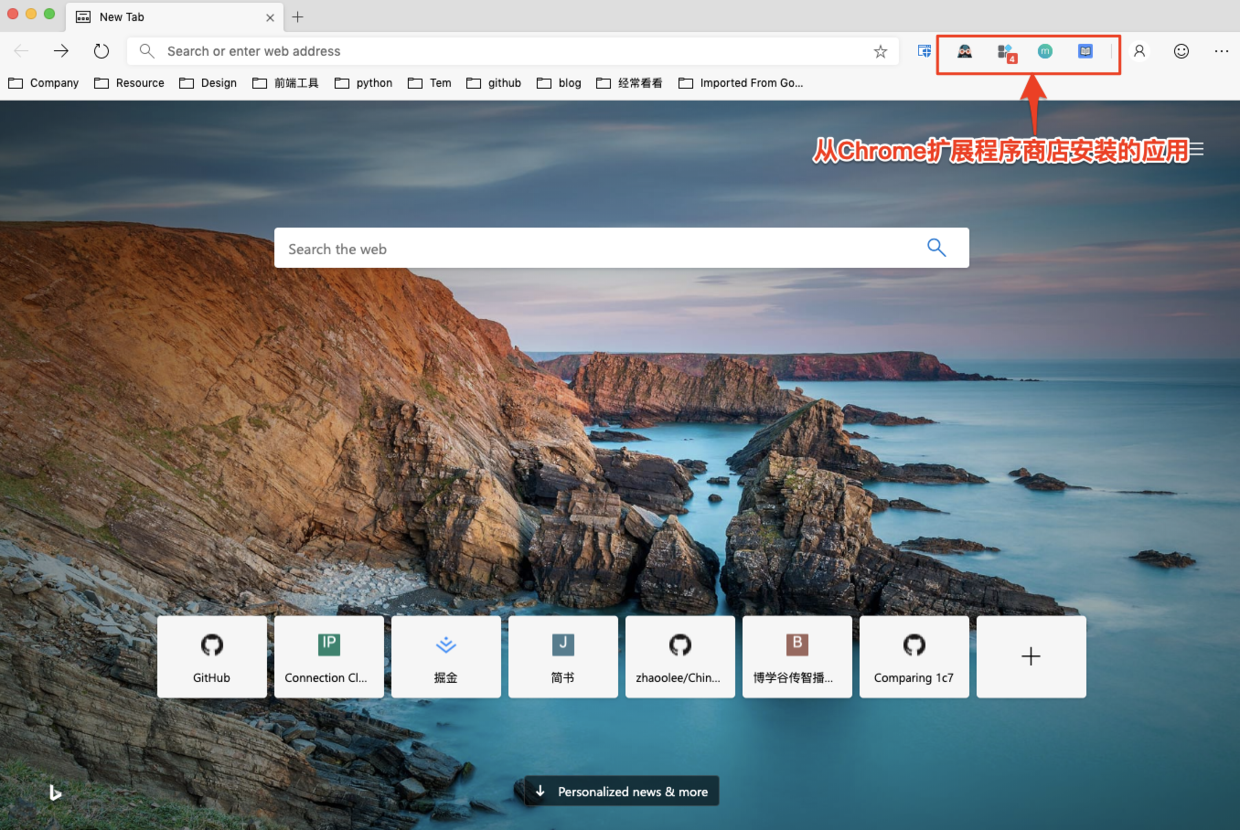 New Tab
Search or enter web address
4
m
Company Resource Design 前端工具 python Tem github blog 经常看看 Imported From Go...
从Chrome扩展程序商店安装的应用
Search the web
IP J B
GitHub Connection Cl... 掘金 简书 zhaoolee/Chin... 博学谷传智播... Comparing 1c7
Personalized news & more